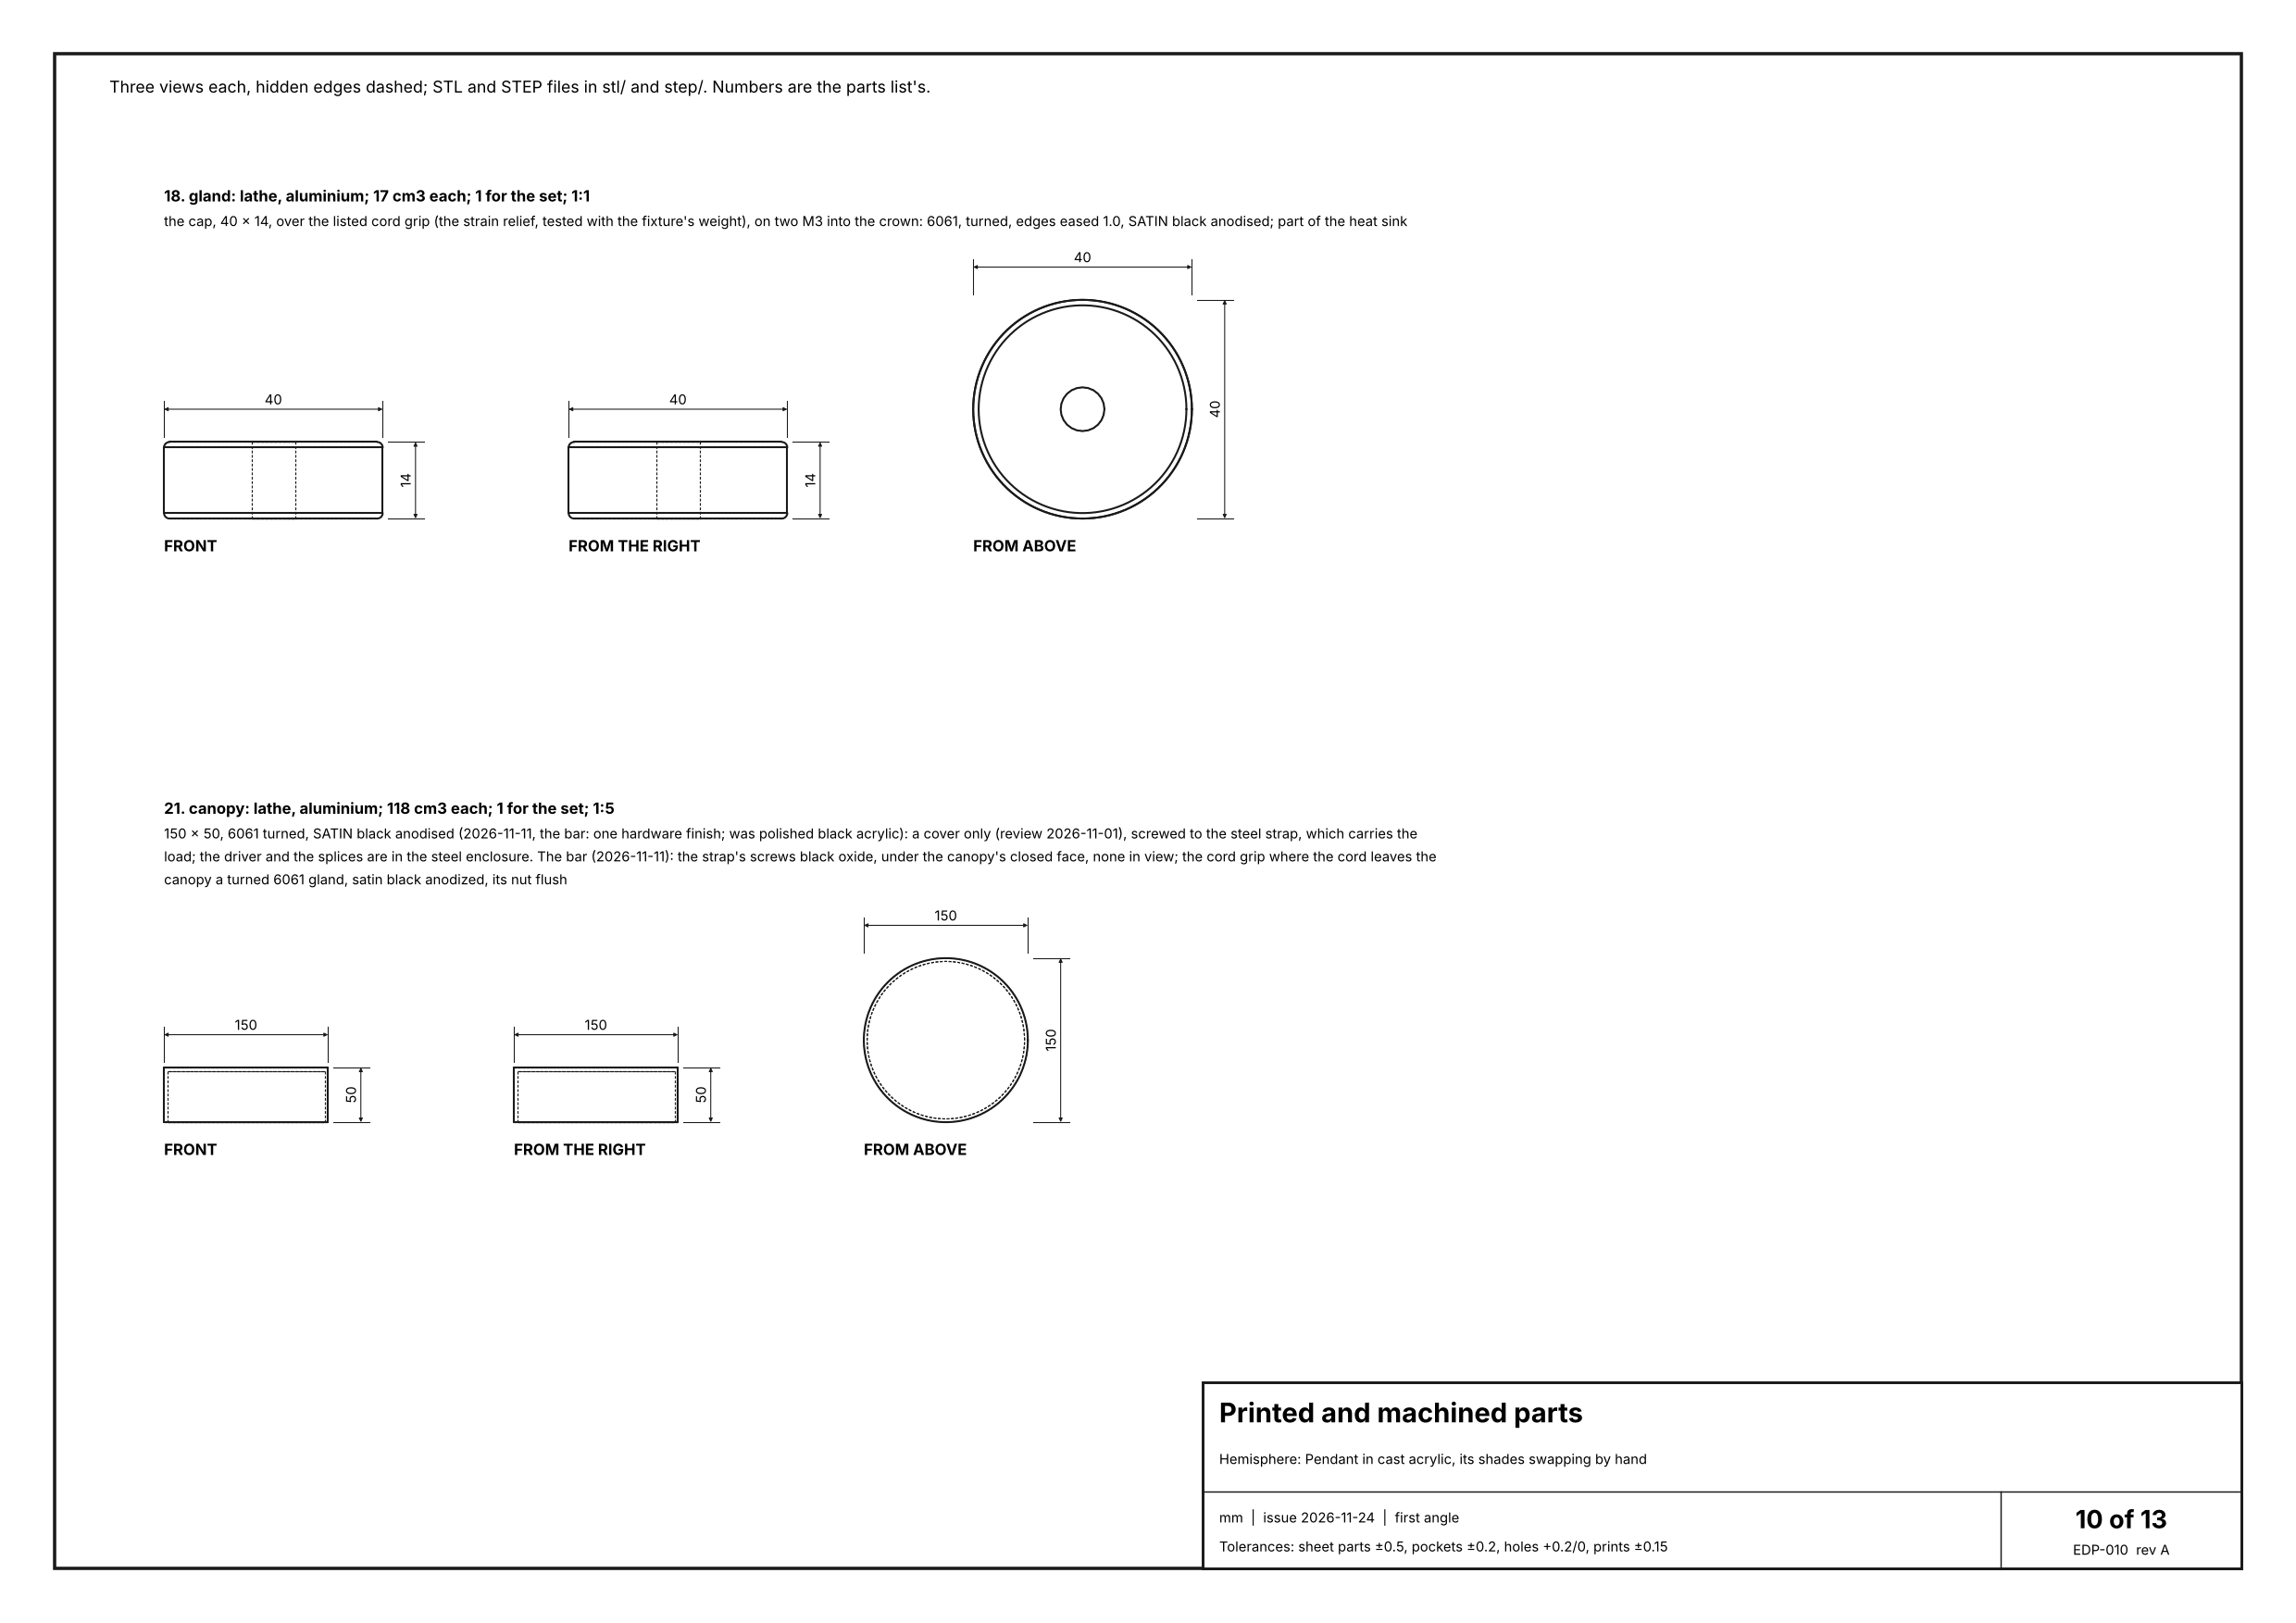 Three views each, hidden edges dashed; STL and STEP files in stl/ and step/. Numbers are the parts list's.
18. gland: lathe, aluminium; 17 cm3 each; 1 for the set; 1:1
the cap, 40 × 14, over the listed cord grip (the strain relief, tested with the fixture's weight), on two M3 into the crown: 6061, turned, edges eased 1.0, SATIN black anodised; part of the heat sink
40
40
40
40
14
14
FRONT
FROM THE RIGHT
FROM ABOVE
21. canopy: lathe, aluminium; 118 cm3 each; 1 for the set; 1:5
150 × 50, 6061 turned, SATIN black anodised (2026-11-11, the bar: one hardware finish; was polished black acrylic): a cover only (review 2026-11-01), screwed to the steel strap, which carries the
load; the driver and the splices are in the steel enclosure. The bar (2026-11-11): the strap's screws black oxide, under the canopy's closed face, none in view; the cord grip where the cord leaves the
canopy a turned 6061 gland, satin black anodized, its nut flush
150
150
150
150
50
50
FRONT
FROM THE RIGHT
FROM ABOVE
Printed and machined parts
Hemisphere: Pendant in cast acrylic, its shades swapping by hand
mm | issue 2026-11-24 | first angle
Tolerances: sheet parts ±0.5, pockets ±0.2, holes +0.2/0, prints ±0.15
10 of 13
EDP-010 rev A